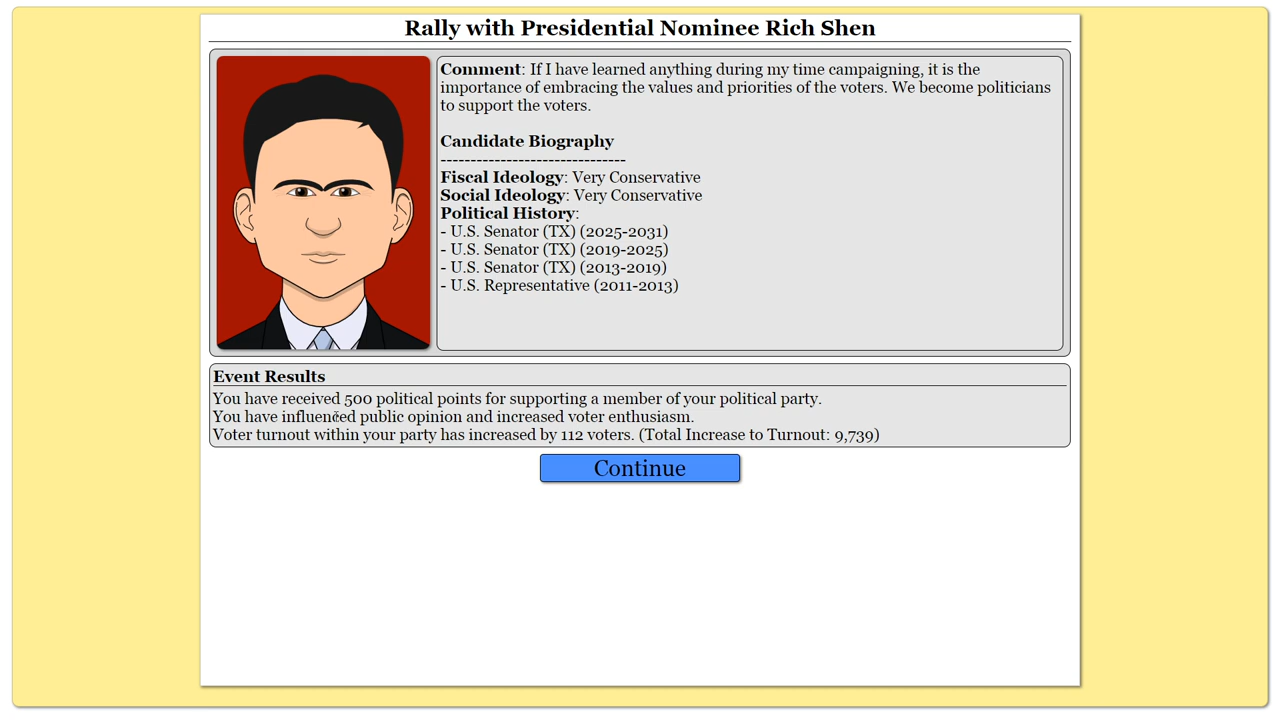 Rally with Presidential Nominee Rich Shen
Comment: If I have learned anything during my time campaigning, it is the
importance of embracing the values and priorities of the voters. We become politicians
to support the voters.
Candidate Biography
-------------------------------
Fiscal Ideology: Very Conservative
Social Ideology: Very Conservative
Political History:
- U.S. Senator (TX) (2025-2031)
- U.S. Senator (TX) (2019-2025)
- U.S. Senator (TX) (2013-2019)
- U.S. Representative (2011-2013)
Event Results
You have received 500 political points for supporting a member of your political party.
You have influenced public opinion and increased voter enthusiasm.
Voter turnout within your party has increased by 112 voters. (Total Increase to Turnout: 9,739)
Continue